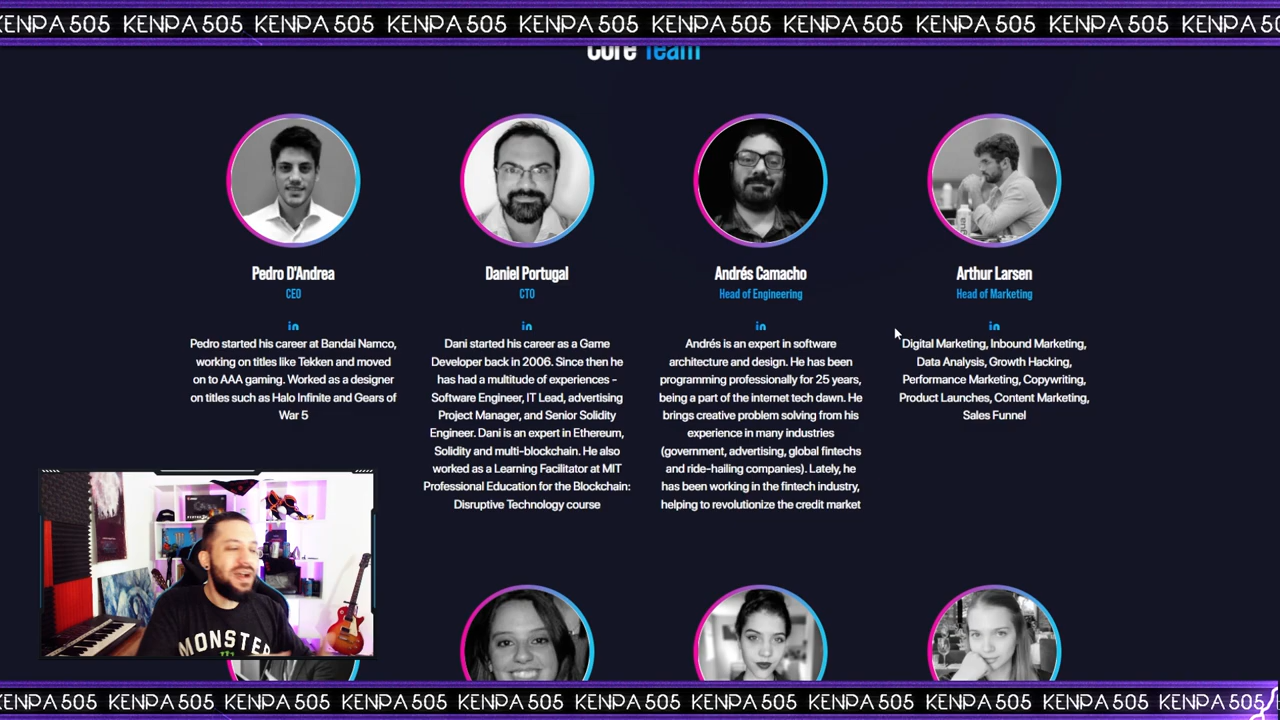 KENPA 505 KENPA 505 KENPA 505 KENPA 505 KENPA 505 KENPA 505 KENPA 505 KENPA 505 KENPA 505 KENPA 505
Core Team
Pedro D'Andrea
CEO
in
Pedro started his career at Bandai Namco,
working on titles like Tekken and moved
on to AAA gaming. Worked as a designer
on titles such as Halo Infinite and Gears of
War 5
Daniel Portugal
CTO
in
Dani started his career as a Game
Developer back in 2006. Since then he
has had a multitude of experiences -
Software Engineer, IT Lead, advertising
Project Manager, and Senior Solidity
Engineer. Dani is an expert in Ethereum,
Solidity and multi-blockchain. He also
worked as a Learning Facilitator at MIT
Professional Education for the Blockchain:
Disruptive Technology course
Andrés Camacho
Head of Engineering
in
Andrés is an expert in software
architecture and design. He has been
programming professionally for 25 years,
being a part of the internet tech dawn. He
brings creative problem solving from his
experience in many industries
(government, advertising, global fintechs
and ride-hailing companies). Lately, he
has been working in the fintech industry,
helping to revolutionize the credit market
Arthur Larsen
Head of Marketing
in
Digital Marketing, Inbound Marketing,
Data Analysis, Growth Hacking,
Performance Marketing, Copywriting,
Product Launches, Content Marketing,
Sales Funnel
MONSTER
KENPA 505 KENPA 505 KENPA 505 KENPA 505 KENPA 505 KENPA 505 KENPA 505 KENPA 505 KENPA 505 KENPA 505 KENPA 505